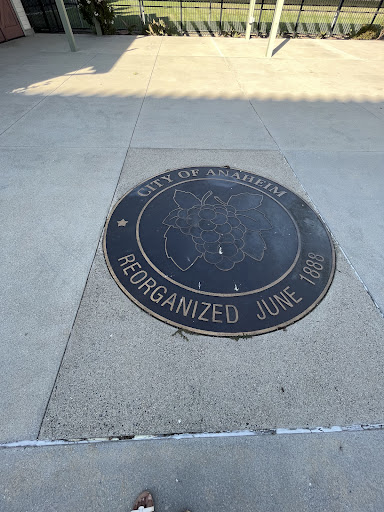 CITY OF ANAHEIM
REORGANIZED JUNE 1888